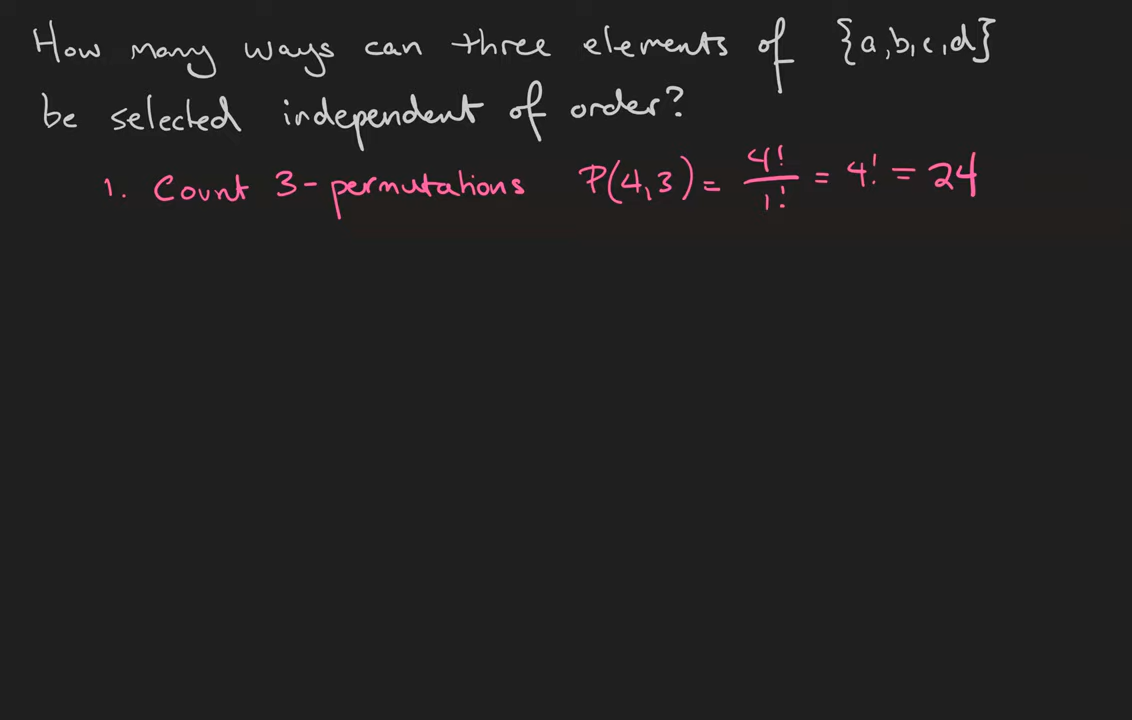 How many ways can three elements of {a,b,c,d}
be selected independent of order?
1. Count 3-permutations P(4,3) = 4!/1! = 4! = 24